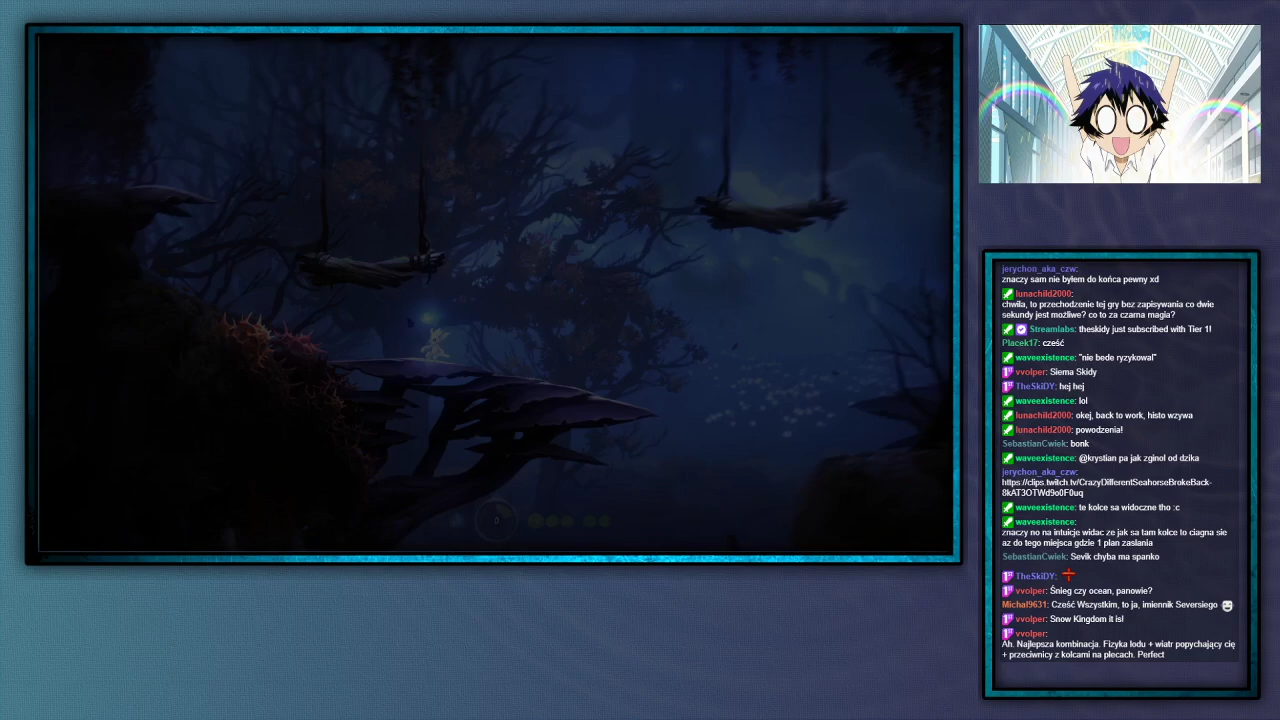 jerychon_aka_czw:
znaczy sam nie byłem do końca pewny xd
lunachild2000:
chwila, to przechodzenie tej gry bez zapisywania co dwie
sekundy jest możliwe? co to za czarna magia?
Streamlabs: theskidy just subscribed with Tier 1!
Placek17: cześć
waveexistence: "nie bede ryzykowal"
vvolper: Siema Skidy
TheSkiDY: hej hej
waveexistence: lol
lunachild2000: okej, back to work, histo wzywa
lunachild2000: powodzenia!
SebastianCwiek: bonk
waveexistence: @krystian pa jak zginol od dzika
jerychon_aka_czw:
https://clips.twitch.tv/CrazyDifferentSeahorseBrokeBack-
8kAT3OTWd9o0F0uq
waveexistence: te kolce sa widoczne tho :c
waveexistence:
znaczy no na intuicje widac ze jak sa tam kolce to ciagna sie
az do tego miejsca gdzie 1 plan zaslania
SebastianCwiek: Sevik chyba ma spanko
TheSkiDY:
vvolper: Śnieg czy ocean, panowie?
Michal9631: Cześć Wszystkim, to ja, imiennik Seversiego
vvolper: Snow Kingdom it is!
vvolper:
Ah. Najlepsza kombinacja. Fizyka lodu + wiatr popychający cię
+ przeciwnicy z kolcami na plecach. Perfect
0